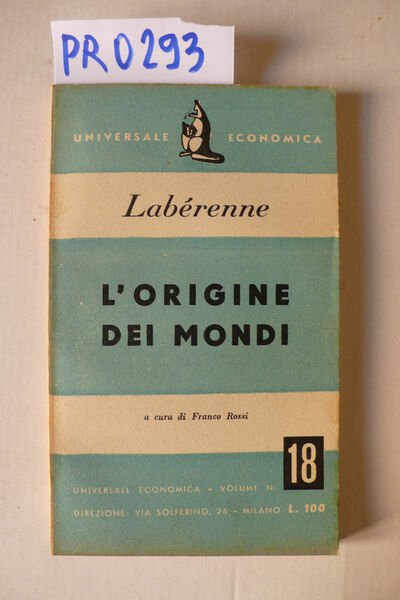 PR0293
UNIVERSALE ECONOMICA
Labérenne
L'ORIGINE
DEI MONDI
a cura di Franco Rossi
18
UNIVERSALE ECONOMICA - VOLUME N.
DIREZIONE: VIA SOLFERINO, 26 - MILANO L. 100